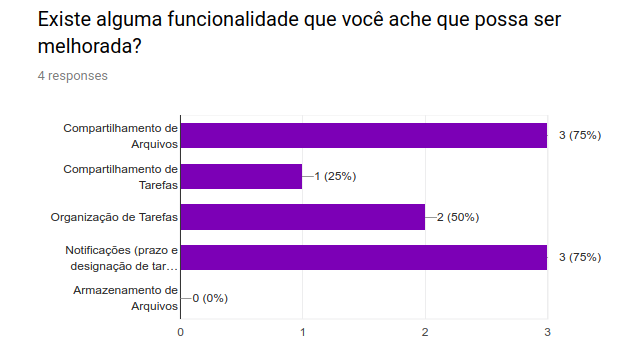 Existe alguma funcionalidade que você ache que possa ser
melhorada?
4 responses
Compartilhamento de
Arquivos
3 (75%)
Compartilhamento de
Tarefas
1 (25%)
Organização de Tarefas
2 (50%)
Notificações (prazo e
designação de tar…
3 (75%)
Armazenamento de
Arquivos
0 (0%)
0
1
2
3